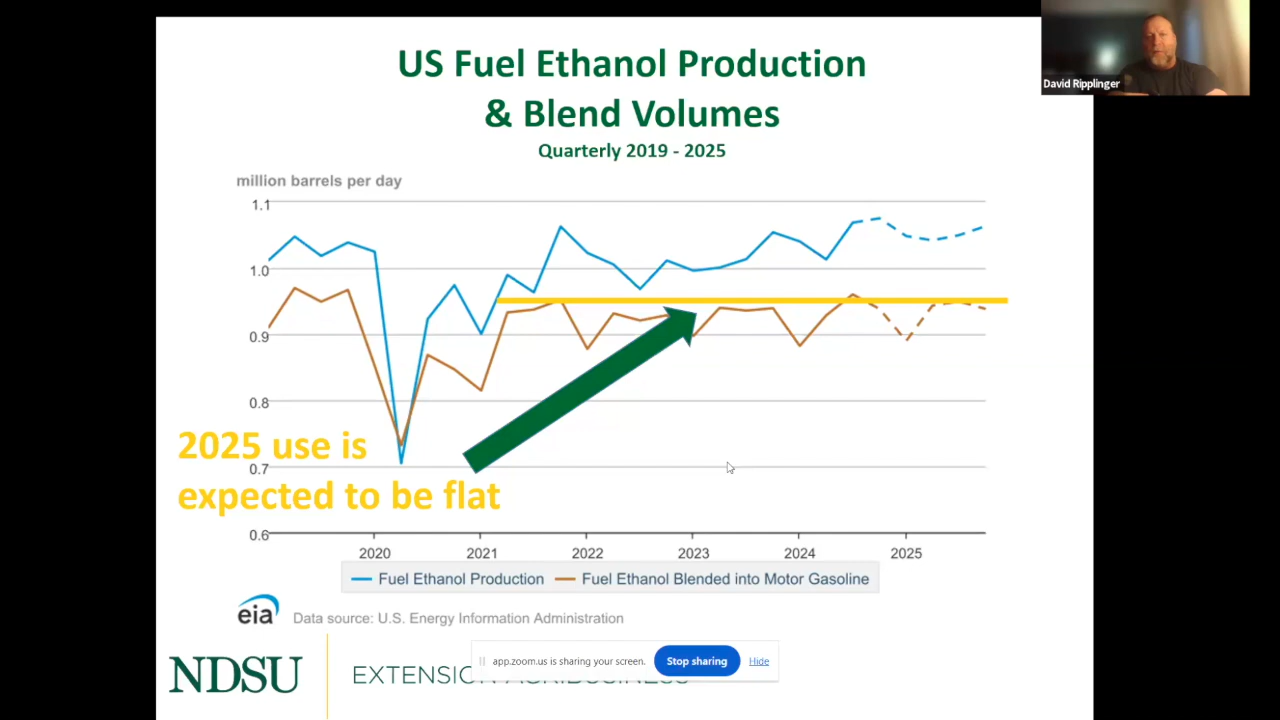 US Fuel Ethanol Production
& Blend Volumes
Quarterly 2019 - 2025
David Ripplinger
million barrels per day
1.1
1.0
0.9
0.8
0.7
0.6
2025 use is
expected to be flat
2020 2021 2022 2023 2024 2025
Fuel Ethanol Production Fuel Ethanol Blended into Motor Gasoline
eia Data source: U.S. Energy Information Administration
NDSU EXTENSION AGRIBUSINESS
app.zoom.us is sharing your screen. Stop sharing Hide